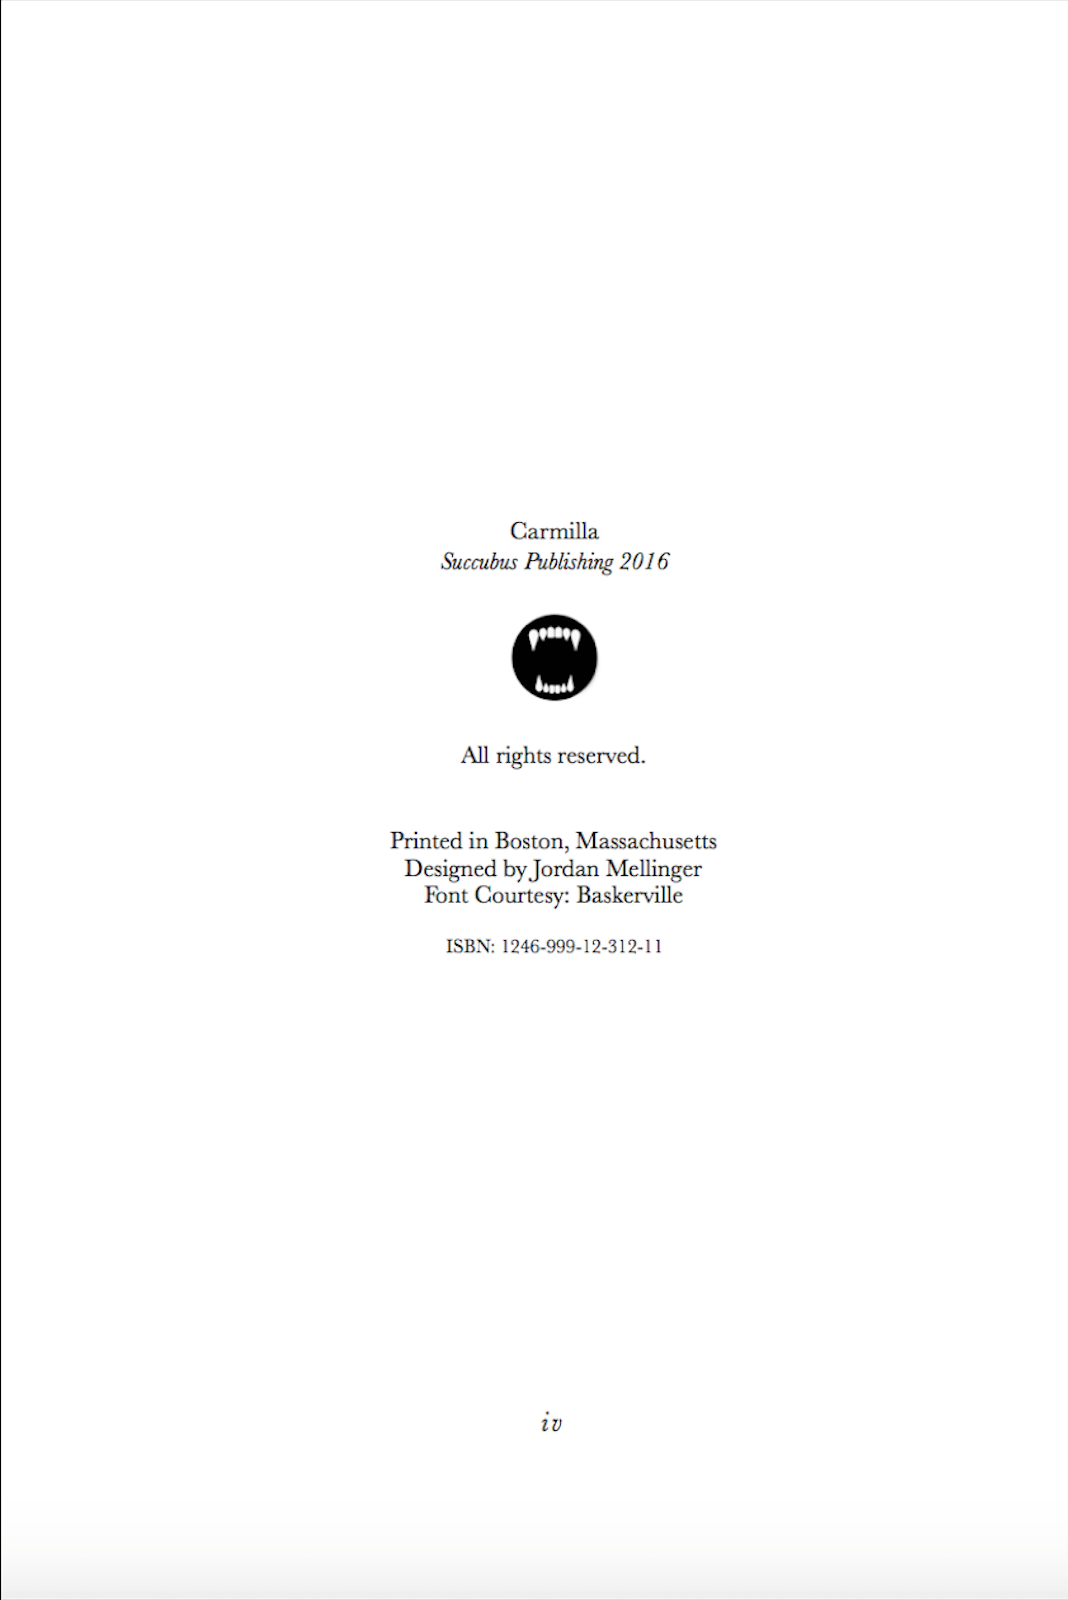 Carmilla
Succubus Publishing 2016
All rights reserved.
Printed in Boston, Massachusetts
Designed by Jordan Mellinger
Font Courtesy: Baskerville
ISBN: 1246-999-12-312-11
iv